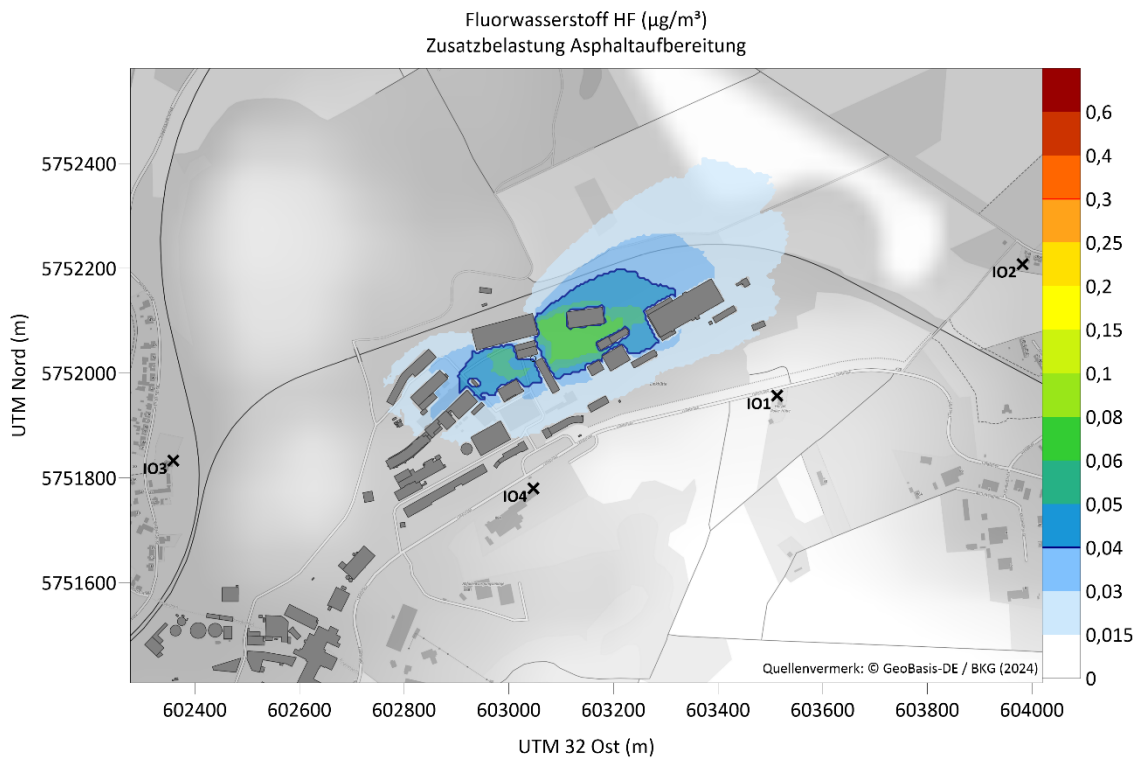 Fluorwasserstoff HF (µg/m³)
Zusatzbelastung Asphaltaufbereitung
UTM Nord (m)
5752400
5752200
5752000
5751800
5751600
IO2
IO1
IO3
IO4
Quellenvermerk: © GeoBasis-DE / BKG (2024)
602400 602600 602800 603000 603200 603400 603600 603800 604000
UTM 32 Ost (m)
0,6
0,4
0,3
0,25
0,2
0,15
0,1
0,08
0,06
0,05
0,04
0,03
0,015
0